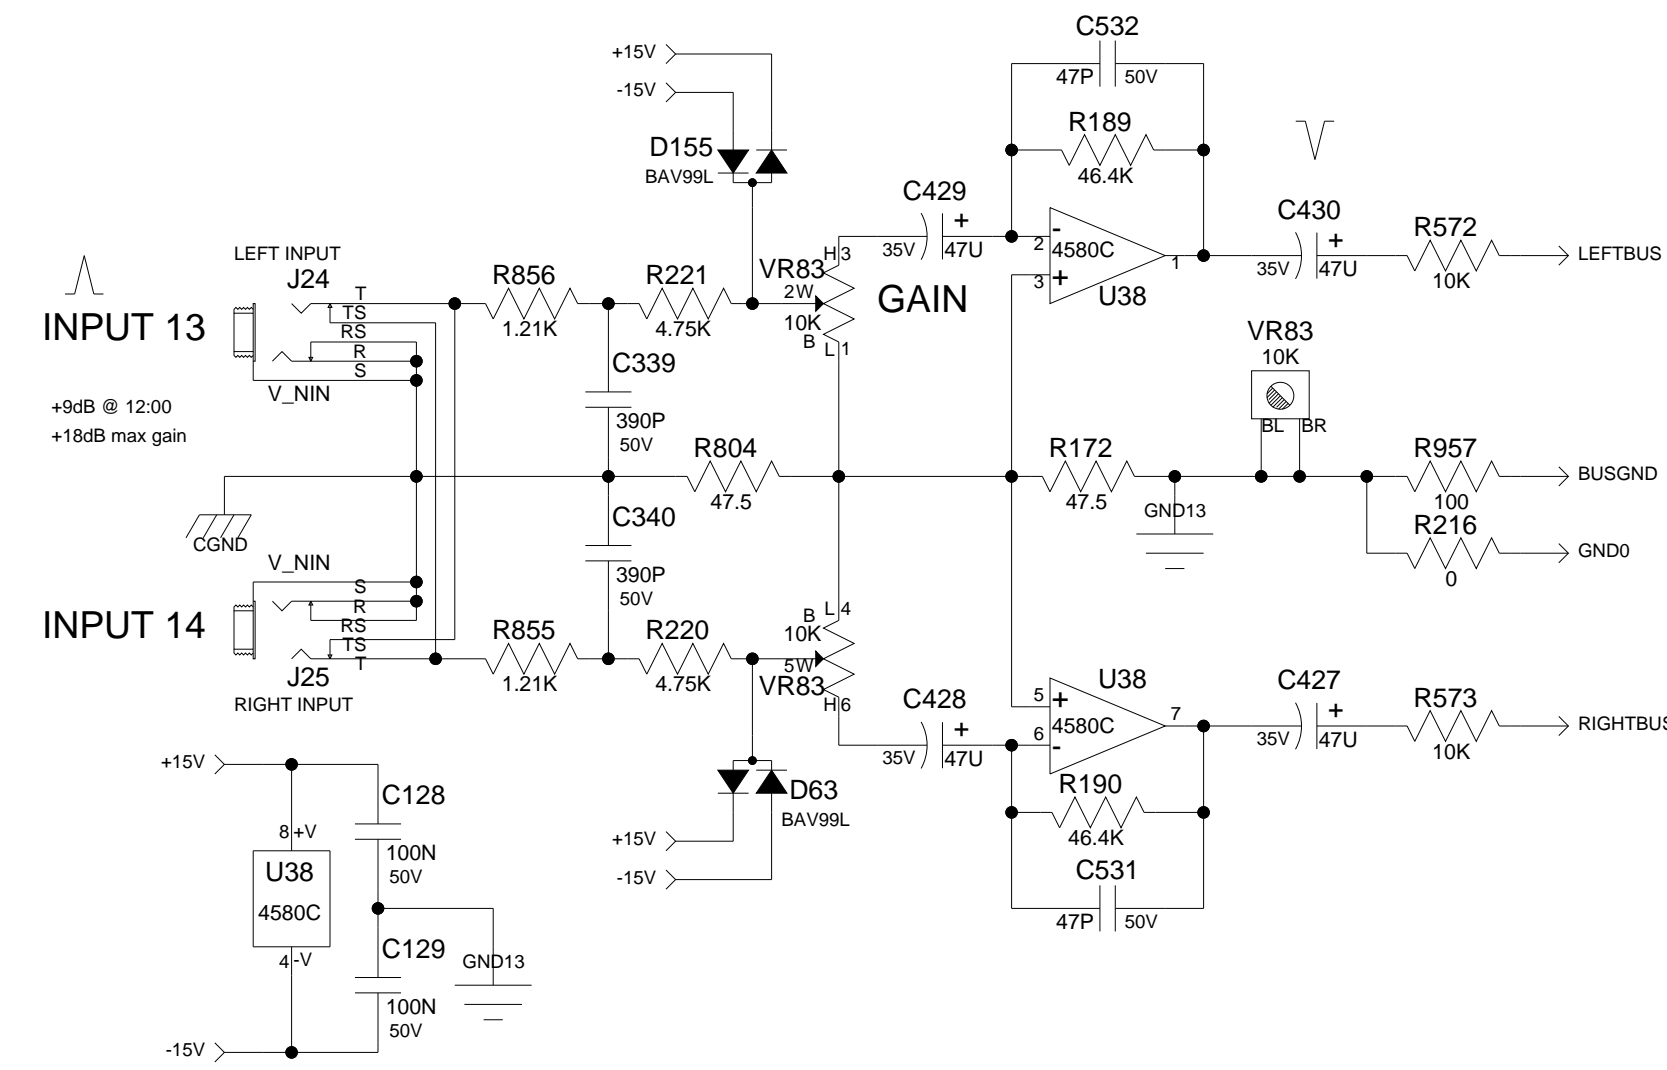 C532
47P
50V
+15V
-15V
D155
BAV99L
R189
46.4K
C429
+
35V
47U
-
2
4580C
+
3
1
U38
C430
+
35V
47U
R572
10K
LEFTBUS
LEFT INPUT
J24
T
TS
RS
R
S
V_NIN
INPUT 13
+9dB @ 12:00
+18dB max gain
R856
1.21K
R221
4.75K
H 3
VR83
2W
10K
B
L 1
GAIN
C339
390P
50V
VR83
10K
BL
BR
R804
47.5
R172
47.5
GND13
R957
100
BUSGND
R216
0
GND0
CGND
C340
390P
50V
V_NIN
S
R
RS
TS
T
INPUT 14
J25
RIGHT INPUT
R855
1.21K
R220
4.75K
B
L 4
10K
5W
VR83
H 6
C428
+
35V
47U
U38
5
+
4580C
6
-
7
C427
+
35V
47U
R573
10K
RIGHTBUS
R190
46.4K
C531
47P
50V
D63
BAV99L
+15V
-15V
+15V
C128
100N
50V
8
+V
U38
4580C
4
-V
C129
100N
50V
GND13
-15V